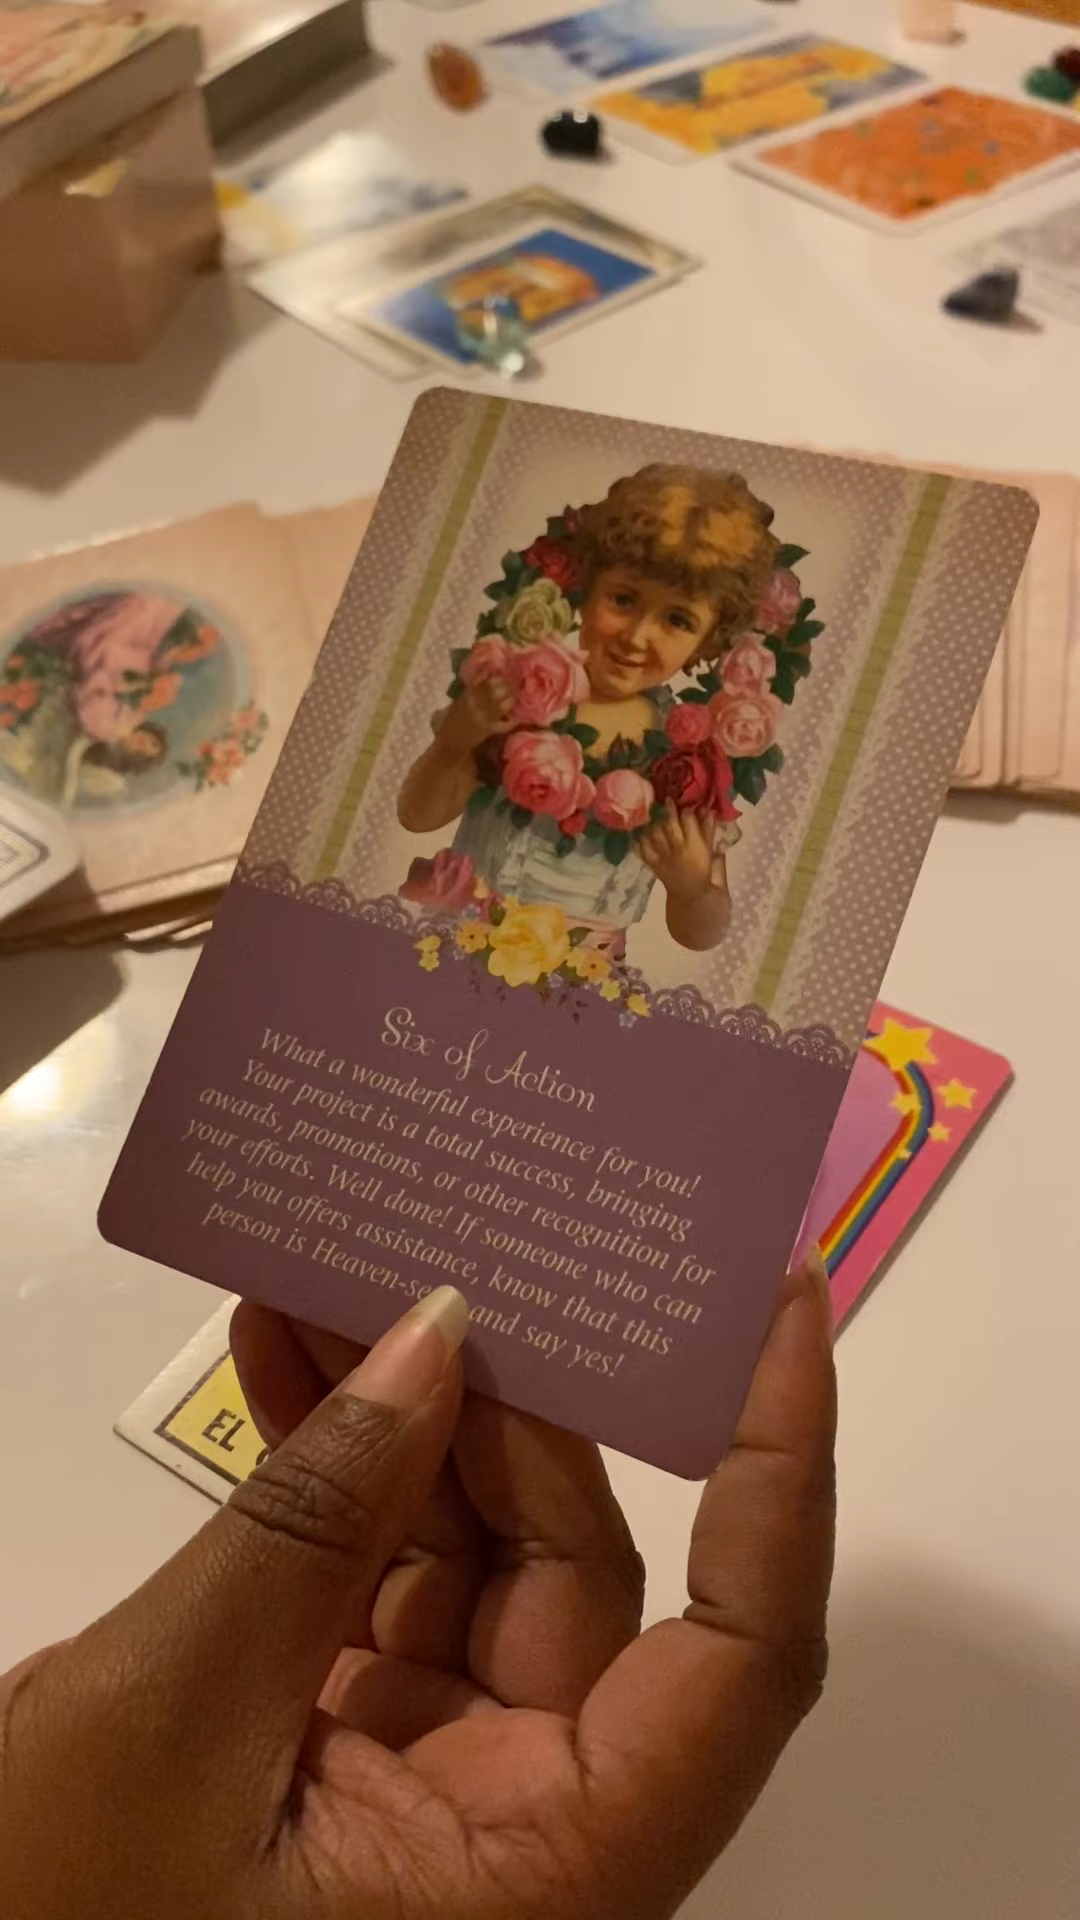 Six of Action
What a wonderful experience for you!
Your project is a total success, bringing
awards, promotions, or other recognition for
your efforts. Well done! If someone who can
help you offers assistance, know that this
person is Heaven-se and say yes!
EL